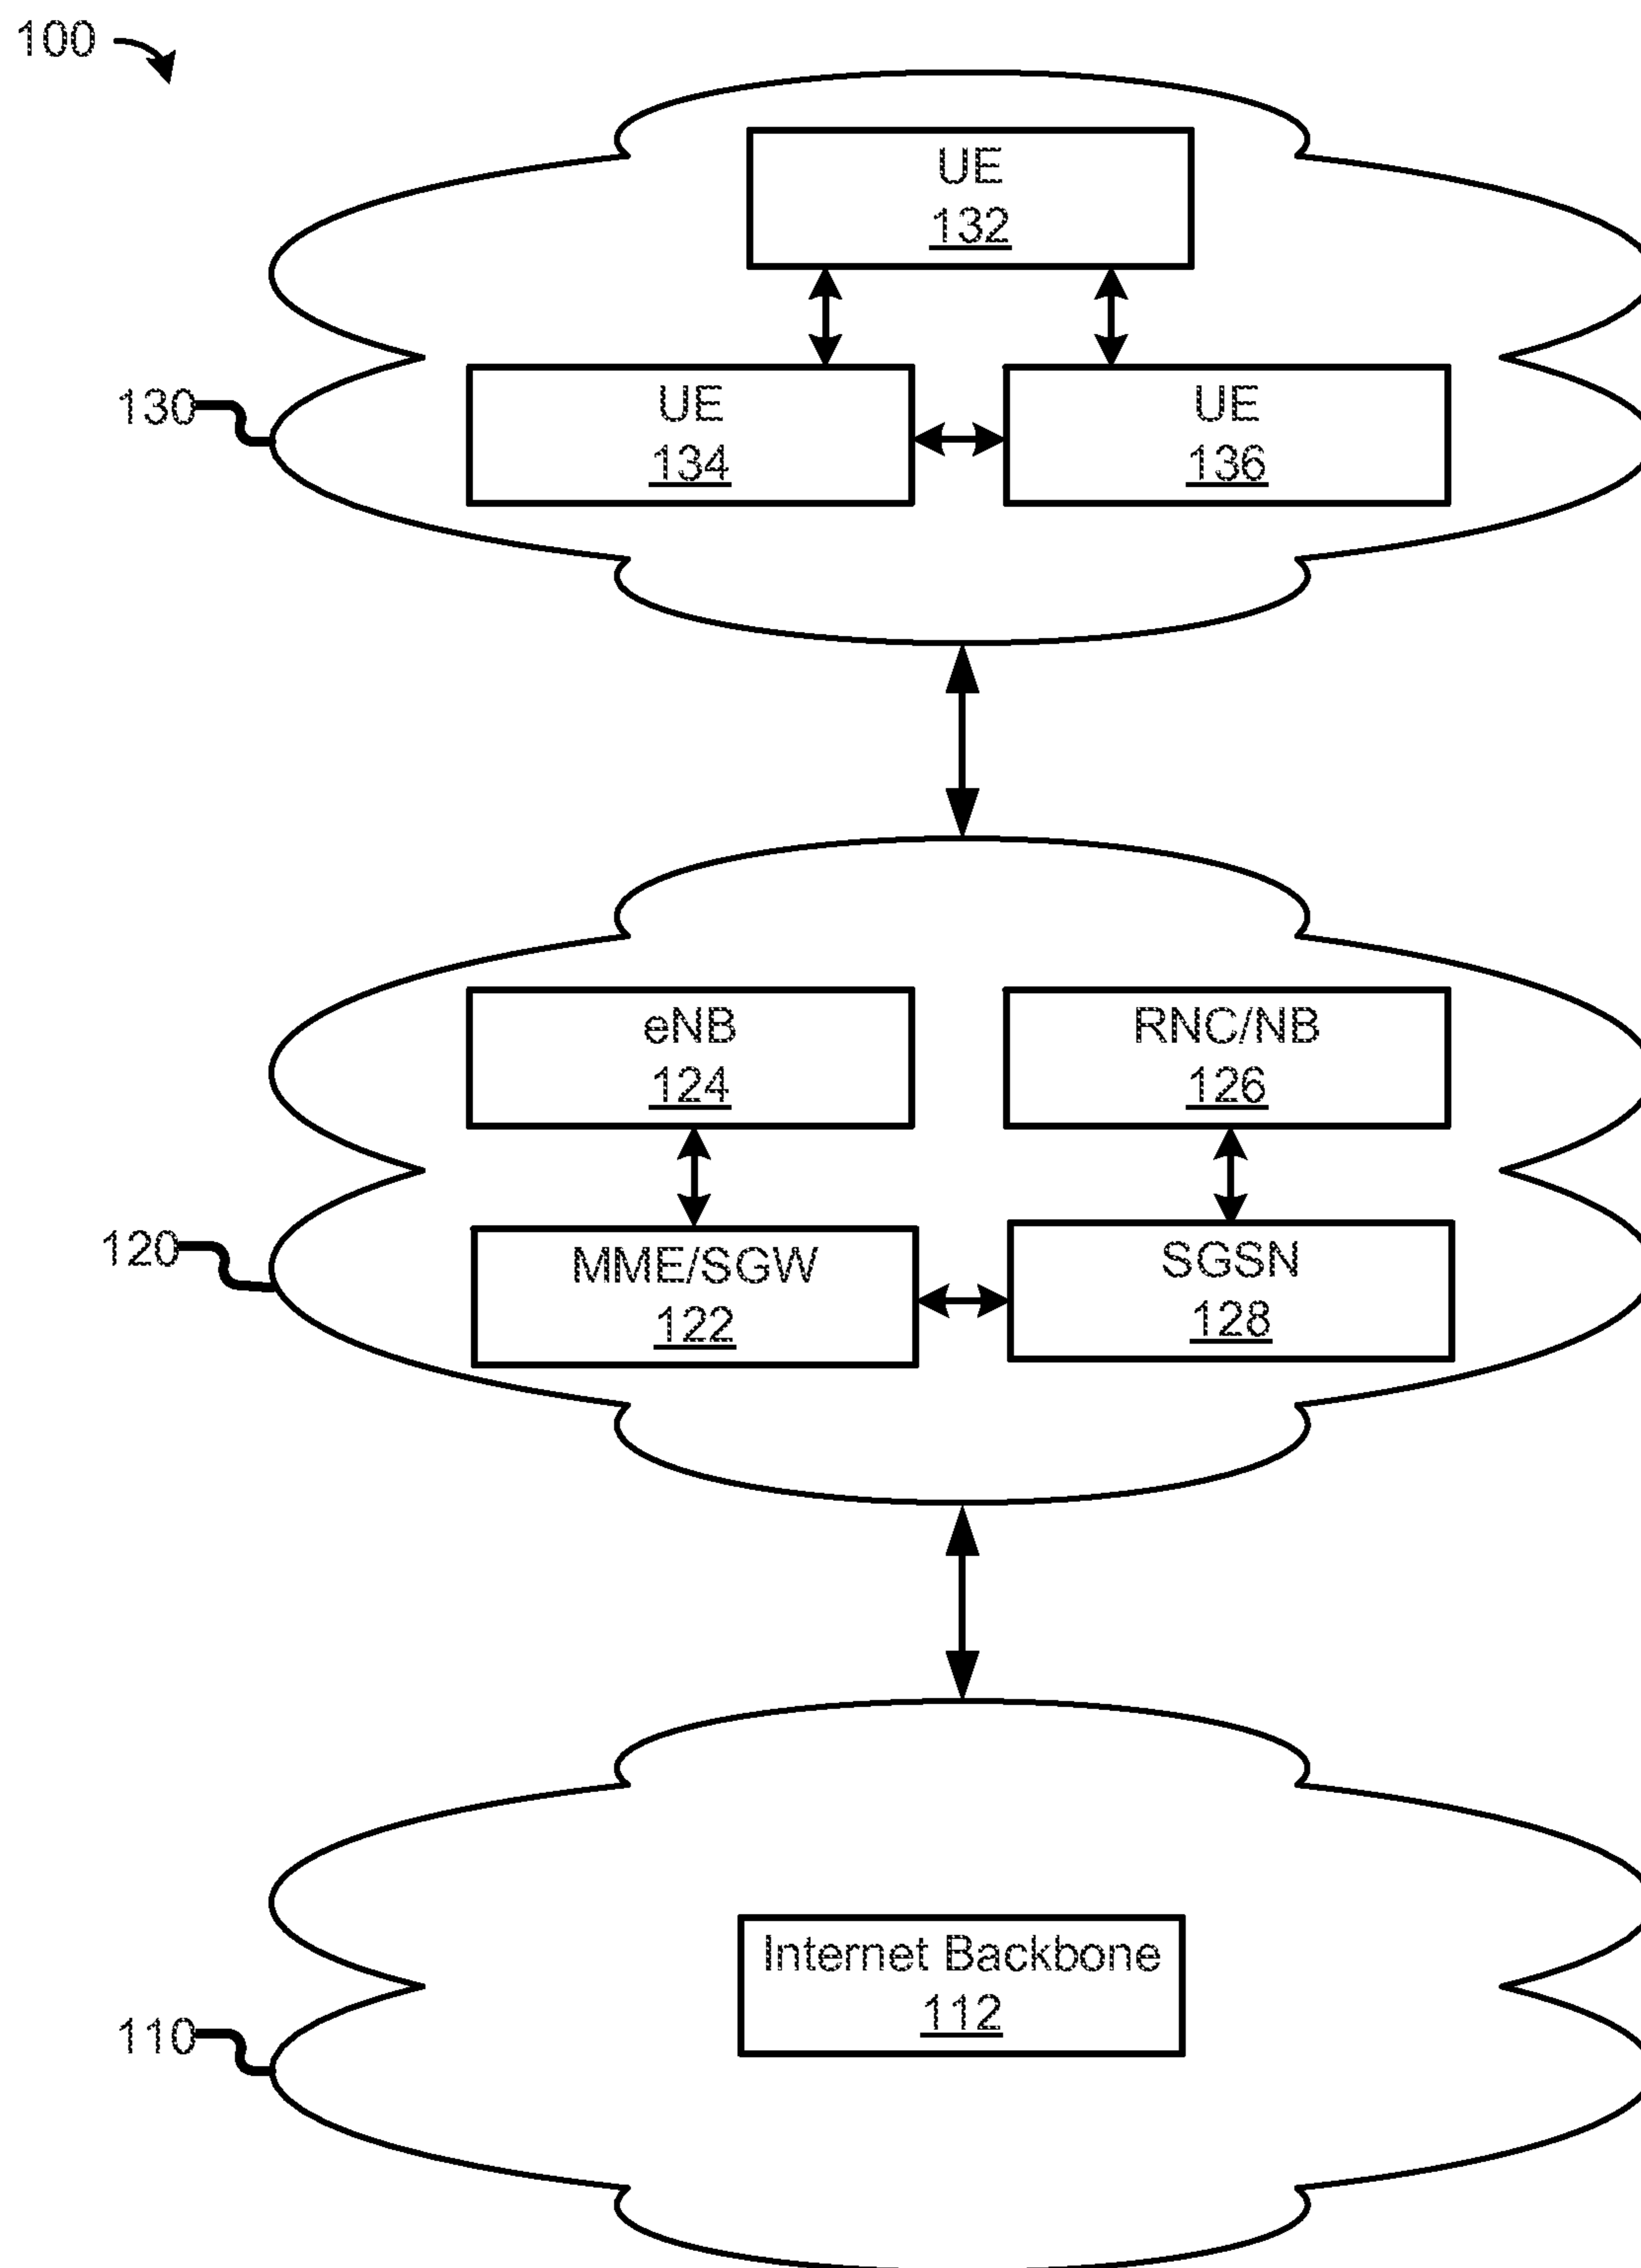 100
UE
132
130
UE
134
UE
136
eNB
124
RNC/NB
126
120
MME/SGW
122
SGSN
128
Internet Backbone
112
110